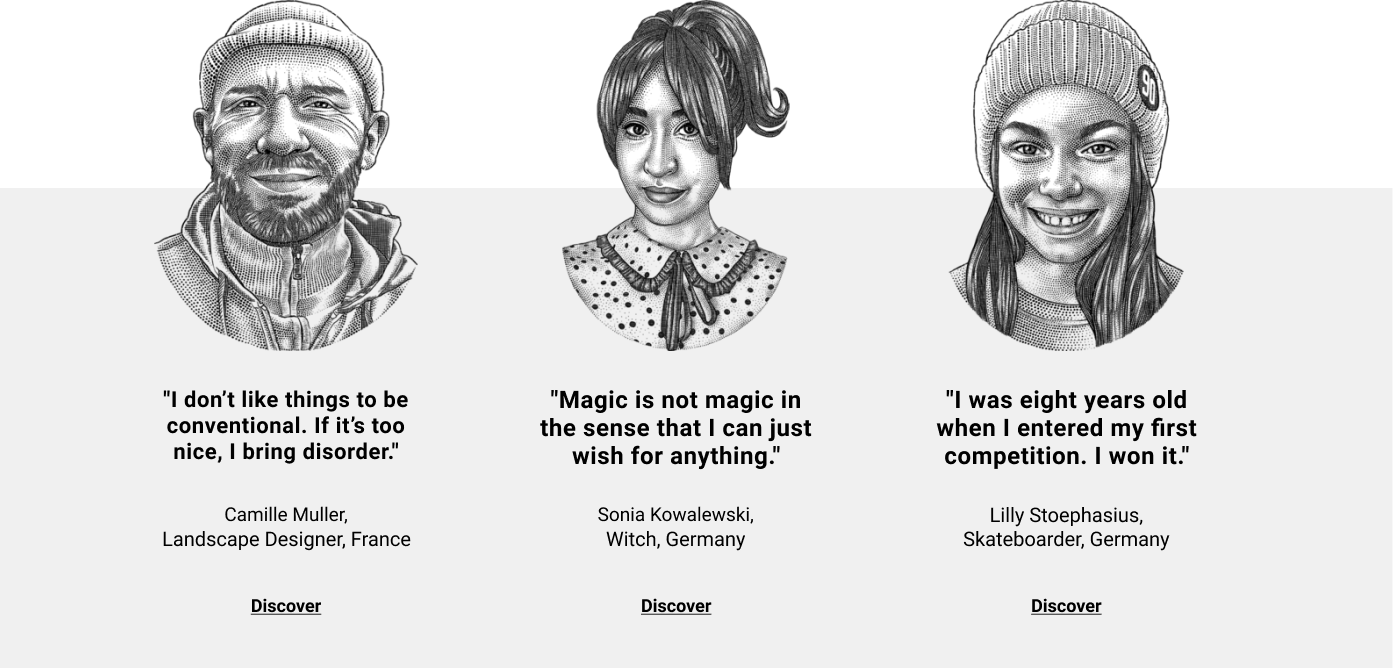 90
"I don’t like things to be
conventional. If it’s too
nice, I bring disorder."
Camille Muller,
Landscape Designer, France
Discover
"Magic is not magic in
the sense that I can just
wish for anything."
Sonia Kowalewski,
Witch, Germany
Discover
"I was eight years old
when I entered my first
competition. I won it."
Lilly Stoephasius,
Skateboarder, Germany
Discover